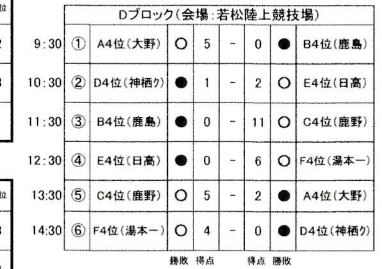 Dブロック(会場:若松陸上競技場)
9:30 ① A4位(大野) ○ 5 - 0 ● B4位(鹿島)
10:30 ② D4位(神栖ク) ● 1 - 2 ○ E4位(日高)
11:30 ③ B4位(鹿島) ● 0 - 11 ○ C4位(鹿野)
12:30 ④ E4位(日高) ● 0 - 6 ○ F4位(湯本一)
13:30 ⑤ C4位(鹿野) ○ 5 - 2 ● A4位(大野)
14:30 ⑥ F4位(湯本一) ○ 4 - 0 ● D4位(神栖ク)
勝敗 得点 得点 勝敗